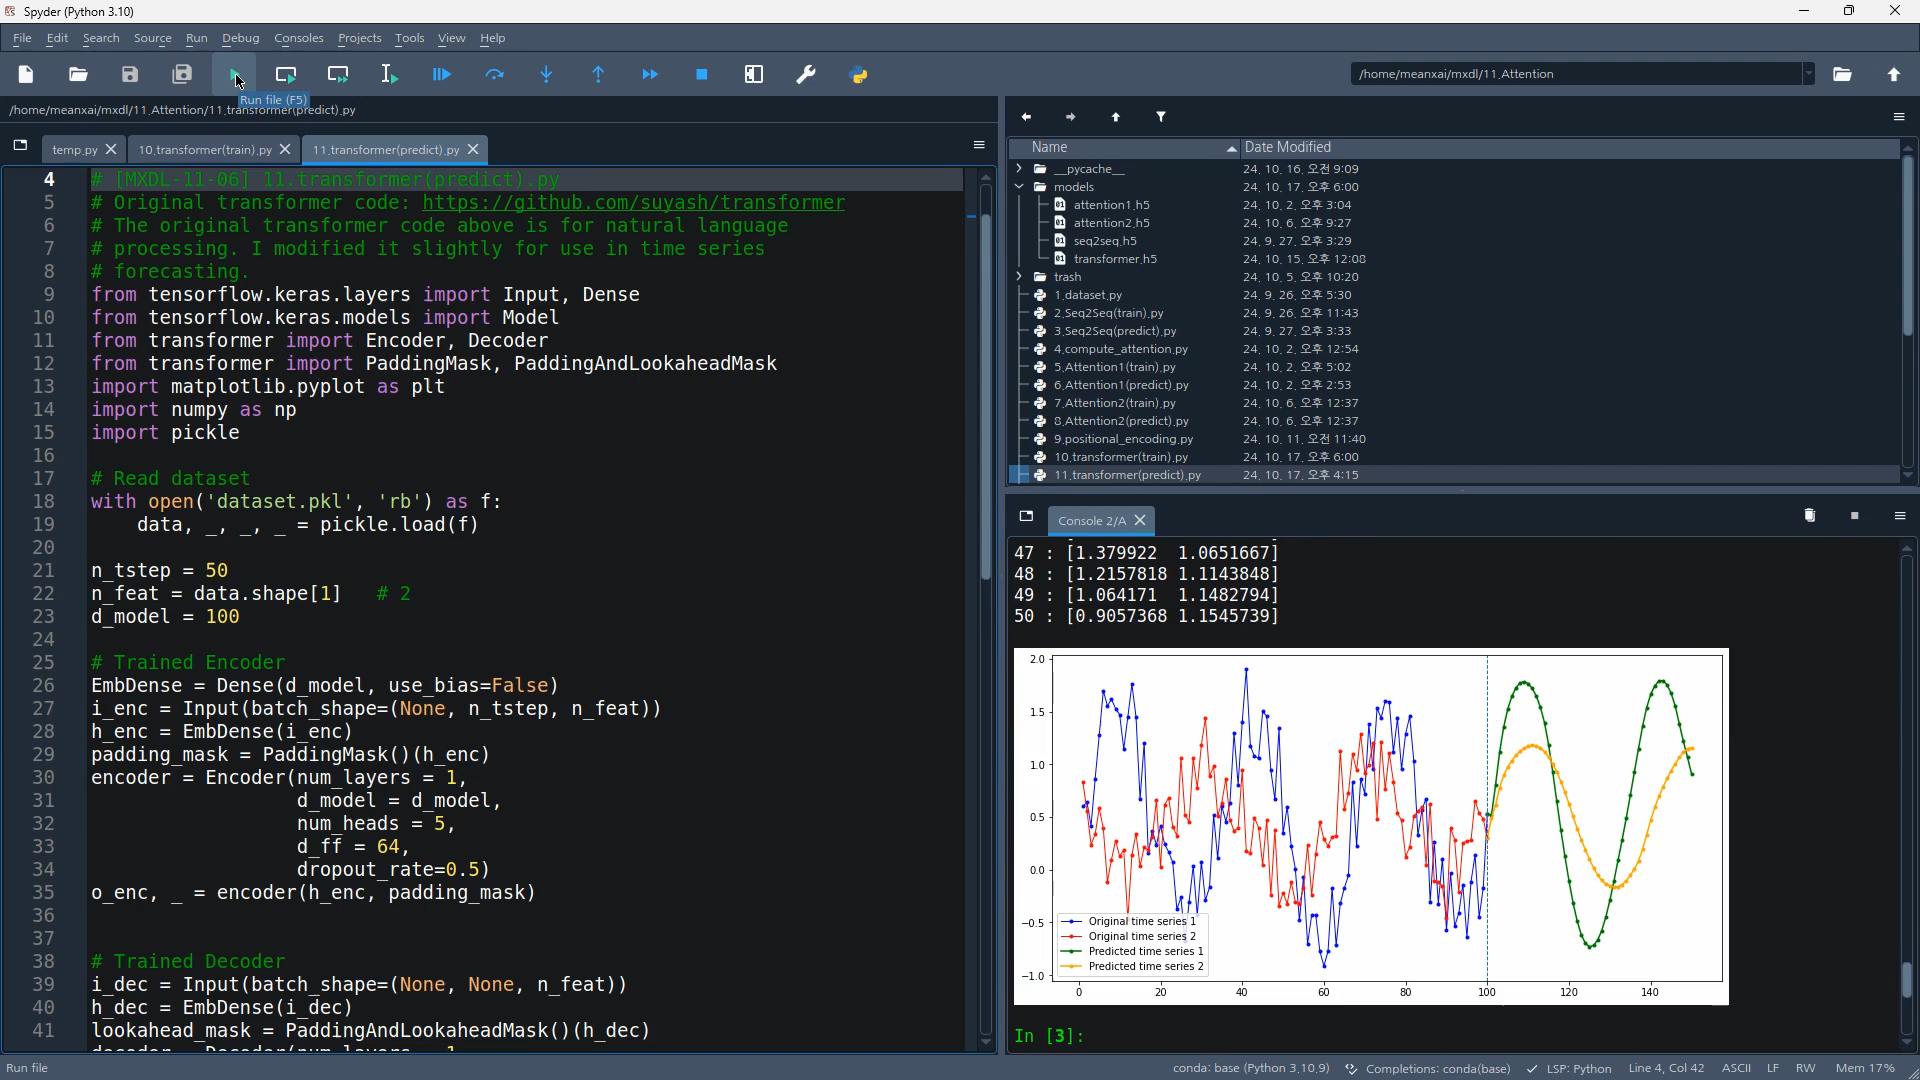 Spyder (Python 3.10)
File Edit Search Source Run Debug Consoles Projects Tools View Help
/home/meanxai/mxdl/11.Attention
Run file (F5)
/home/meanxai/mxdl/11.Attention/11.transformer(predict).py
temp.py 10.transformer(train).py 11.transformer(predict).py
4 # [MXDL-11-06] 11.transformer(predict).py
5 # Original transformer code: https://github.com/suyash/transformer
6 # The original transformer code above is for natural language
7 # processing. I modified it slightly for use in time series
8 # forecasting.
9 from tensorflow.keras.layers import Input, Dense
10 from tensorflow.keras.models import Model
11 from transformer import Encoder, Decoder
12 from transformer import PaddingMask, PaddingAndLookaheadMask
13 import matplotlib.pyplot as plt
14 import numpy as np
15 import pickle
16
17 # Read dataset
18 with open('dataset.pkl', 'rb') as f:
19     data, _, _, _ = pickle.load(f)
20
21 n_tstep = 50
22 n_feat = data.shape[1]   # 2
23 d_model = 100
24
25 # Trained Encoder
26 EmbDense = Dense(d_model, use_bias=False)
27 i_enc = Input(batch_shape=(None, n_tstep, n_feat))
28 h_enc = EmbDense(i_enc)
29 padding_mask = PaddingMask()(h_enc)
30 encoder = Encoder(num_layers = 1,
31                   d_model = d_model,
32                   num_heads = 5,
33                   d_ff = 64,
34                   dropout_rate=0.5)
35 o_enc, _ = encoder(h_enc, padding_mask)
36
37
38 # Trained Decoder
39 i_dec = Input(batch_shape=(None, None, n_feat))
40 h_dec = EmbDense(i_dec)
41 lookahead_mask = PaddingAndLookaheadMask()(h_dec)
Name Date Modified
__pycache__ 24. 10. 16. 오전 9:09
models 24. 10. 17. 오후 6:00
attention1.h5 24. 10. 2. 오후 3:04
attention2.h5 24. 10. 6. 오후 9:27
seq2seq.h5 24. 9. 27. 오후 3:29
transformer.h5 24. 10. 15. 오후 12:08
trash 24. 10. 5. 오후 10:20
1.dataset.py 24. 9. 26. 오후 5:30
2.Seq2Seq(train).py 24. 9. 26. 오후 11:43
3.Seq2Seq(predict).py 24. 9. 27. 오후 3:33
4.compute_attention.py 24. 10. 2. 오후 12:54
5.Attention1(train).py 24. 10. 2. 오후 5:02
6.Attention1(predict).py 24. 10. 2. 오후 2:53
7.Attention2(train).py 24. 10. 6. 오후 12:37
8.Attention2(predict).py 24. 10. 6. 오후 12:37
9.positional_encoding.py 24. 10. 11. 오전 11:40
10.transformer(train).py 24. 10. 17. 오후 6:00
11.transformer(predict).py 24. 10. 17. 오후 4:15
Console 2/A
47 : [1.379922  1.0651667]
48 : [1.2157818 1.1143848]
49 : [1.064171  1.1482794]
50 : [0.9057368 1.1545739]
2.0
1.5
1.0
0.5
0.0
−0.5
−1.0
Original time series 1
Original time series 2
Predicted time series 1
Predicted time series 2
0 20 40 60 80 100 120 140
In [3]:
Run file
conda: base (Python 3.10.9) Completions: conda(base) LSP: Python Line 4, Col 42 ASCII LF RW Mem 17%